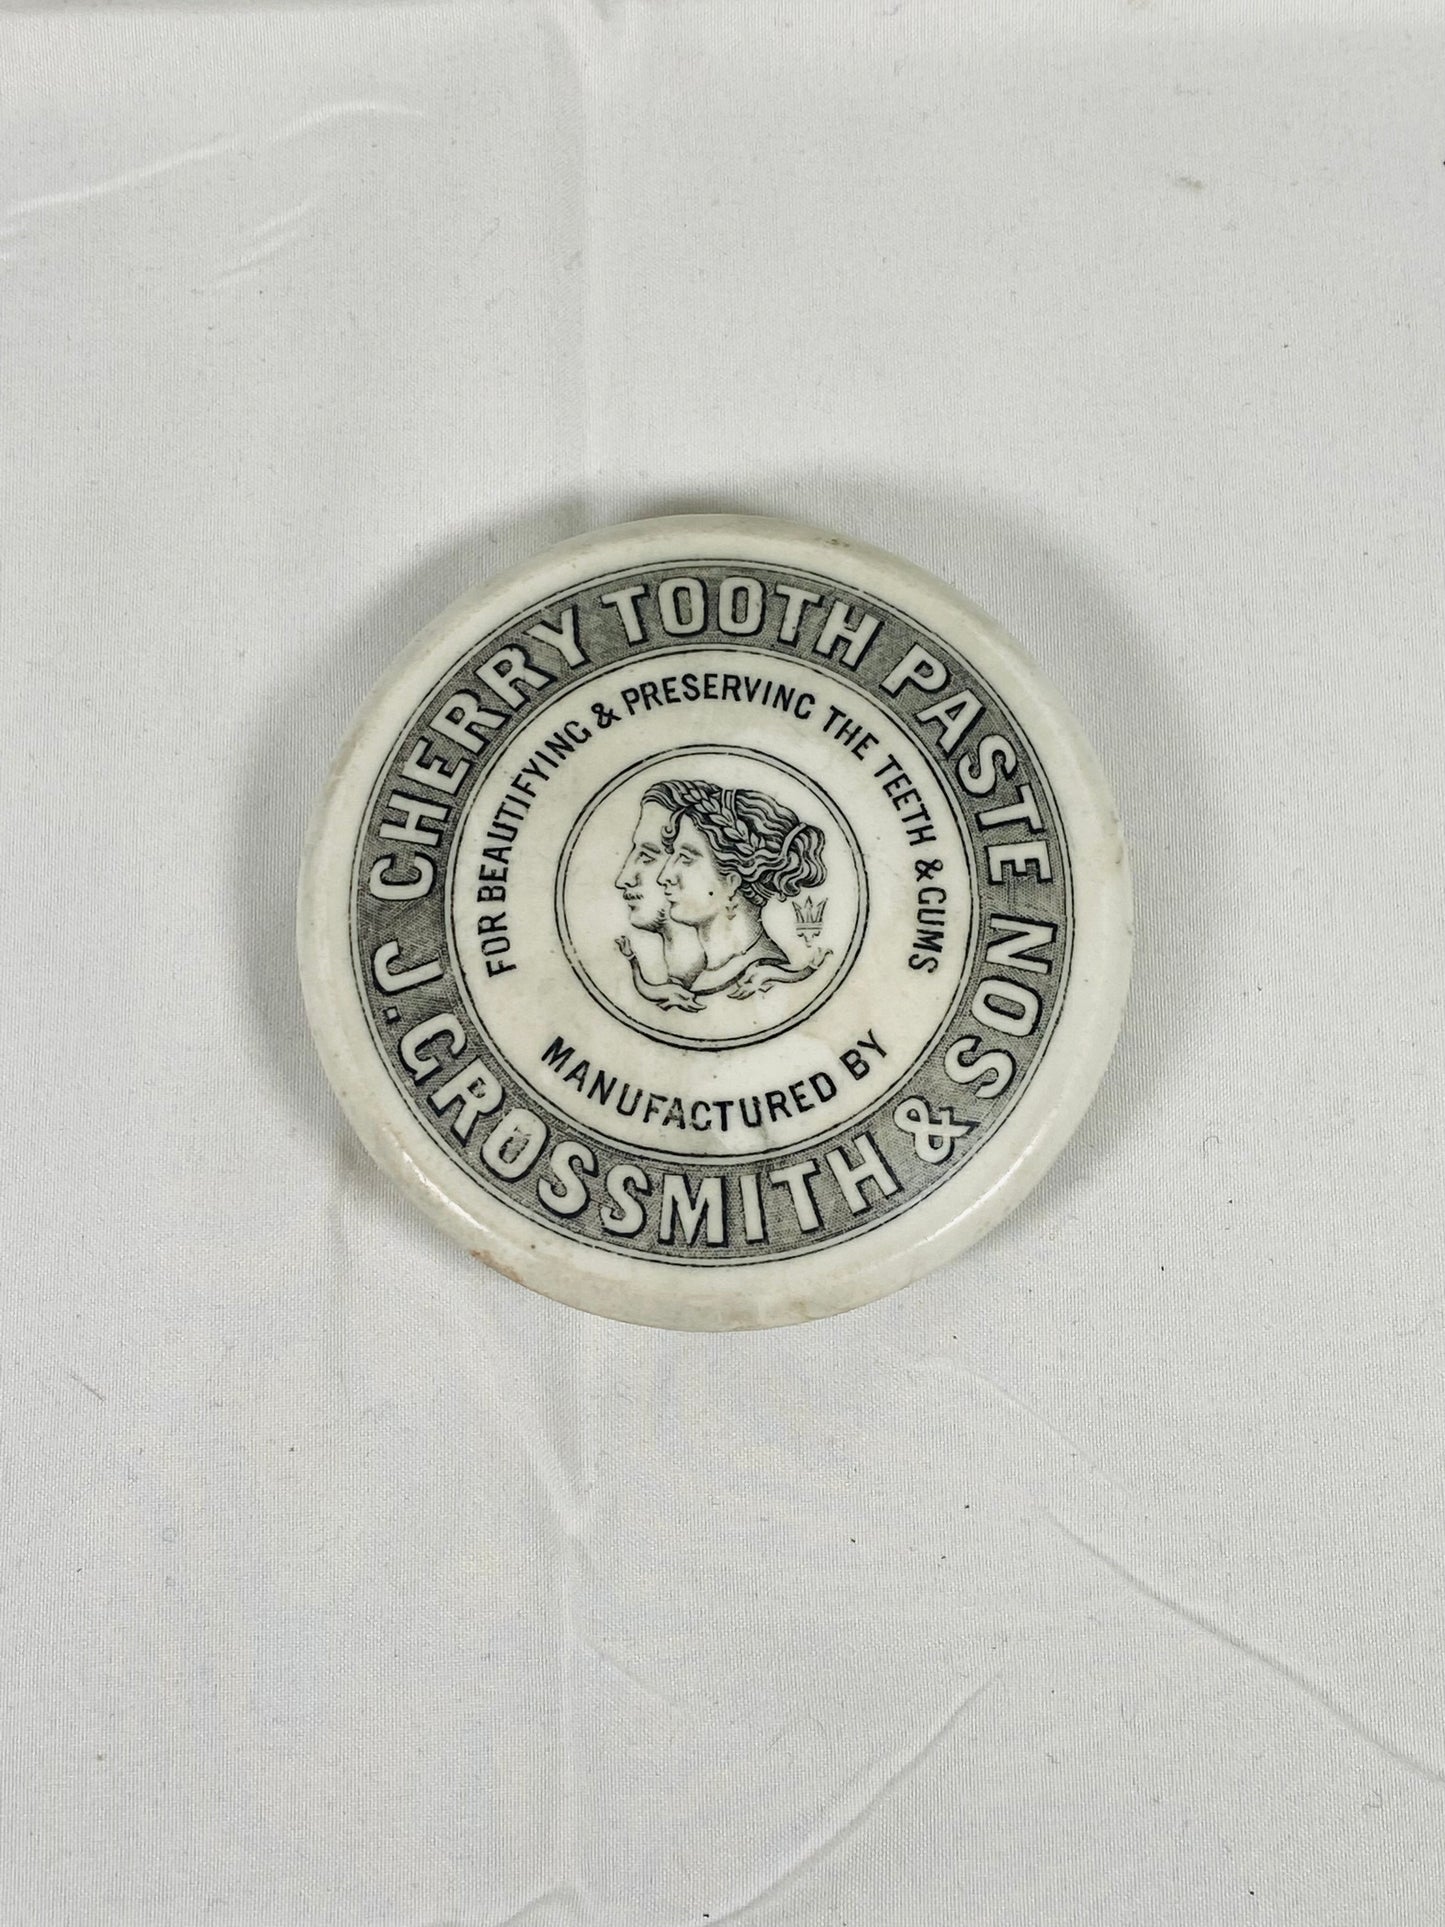 CHERRY TOOTH PASTE
FOR BEAUTIFYING & PRESERVING THE TEETH & GUMS
MANUFACTURED BY
J. GROSSMITH & SON